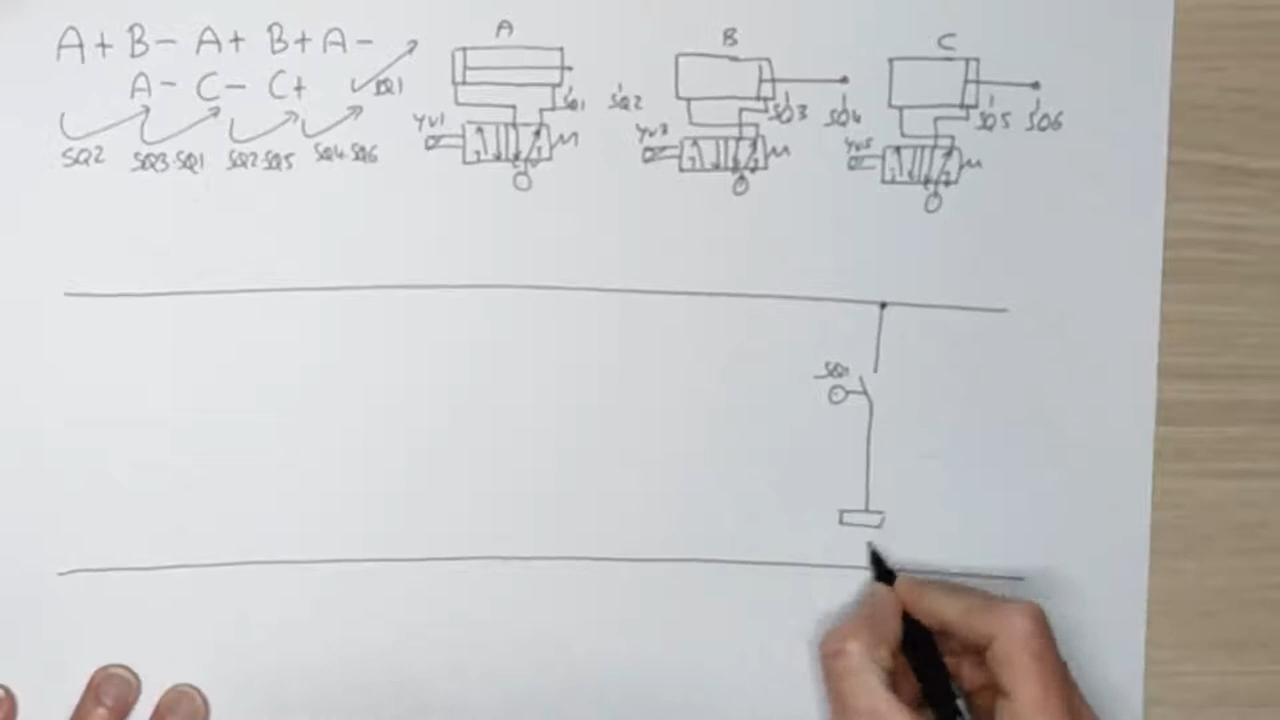 A+ B- A+ B+ A-
A- C- C+ SQ1
SQ2 SQ3·SQ1 SQ2·SQ5 SQ4·SQ6
A B C
SQ1 SQ2 SQ3 SQ4 SQ5 SQ6
YV1 YV3 YV5
SQ1